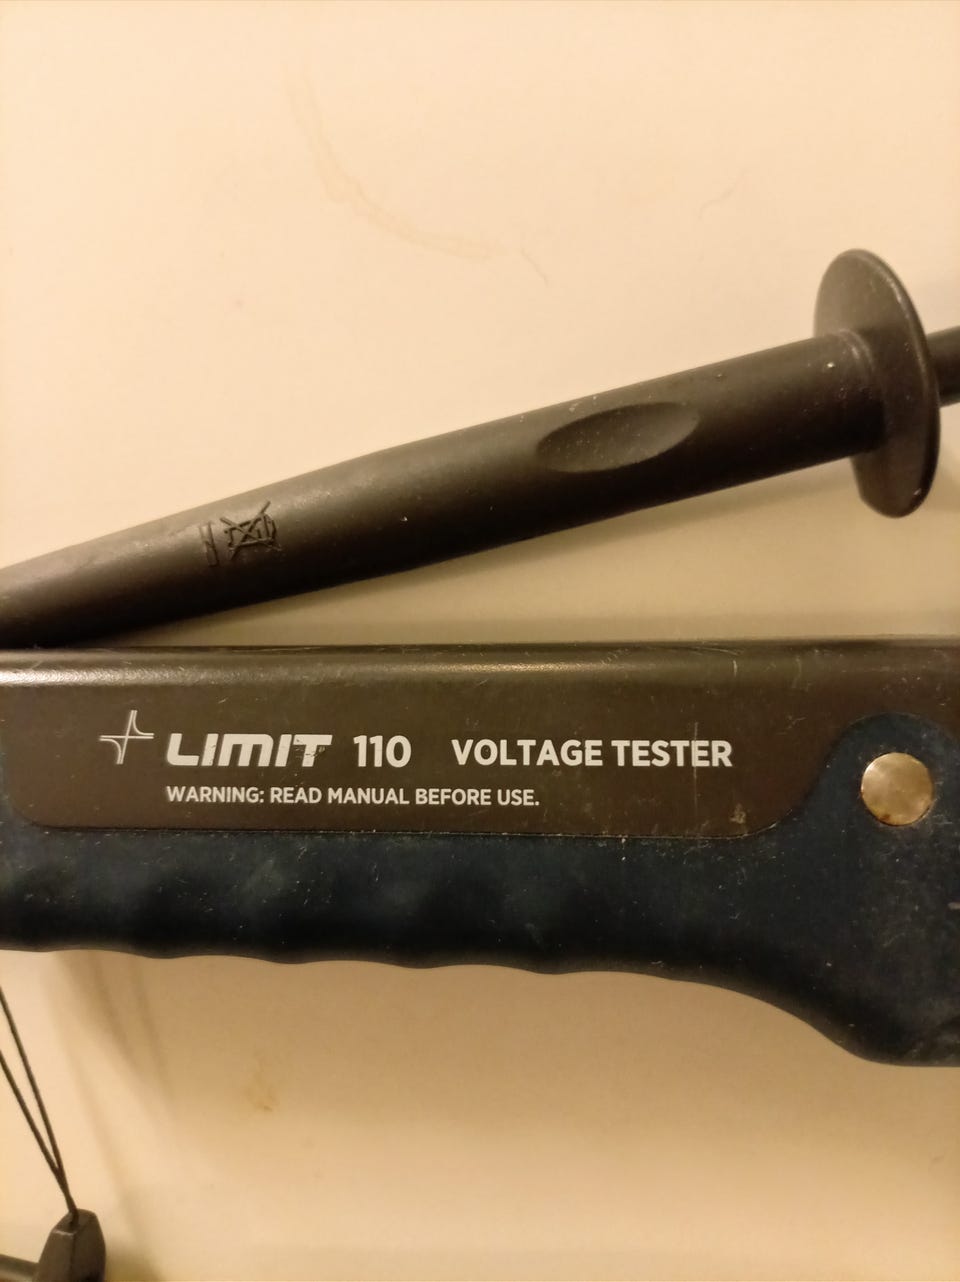 LIMIT 110 VOLTAGE TESTER
WARNING: READ MANUAL BEFORE USE.